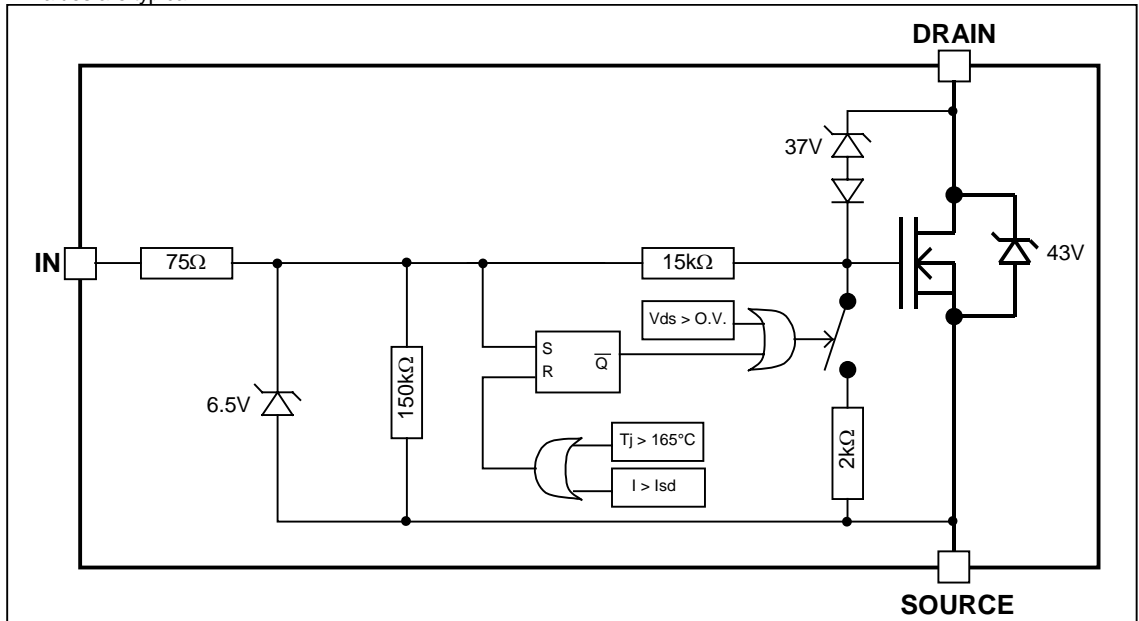 DRAIN
37V
43V
IN
75Ω
15kΩ
Vds > O.V.
S
R
Q
6.5V
150kΩ
Tj > 165°C
I > Isd
2kΩ
SOURCE